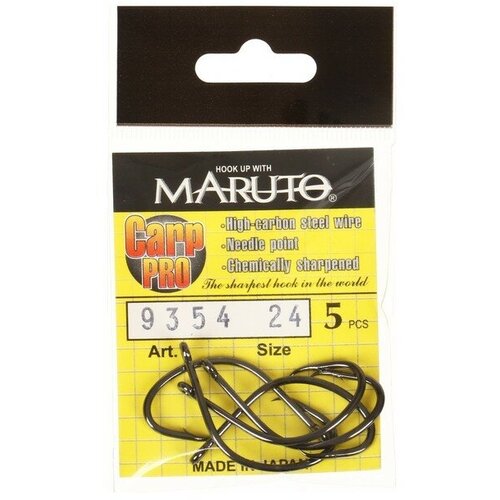 HOOK UP WITH
MARUTO®
Carp
PRO
·High-carbon steel wire
·Needle point
·Chemically sharpened
The sharpest hook in the world
9354 24 5 PCS
Art. Size
MADE IN JAPAN